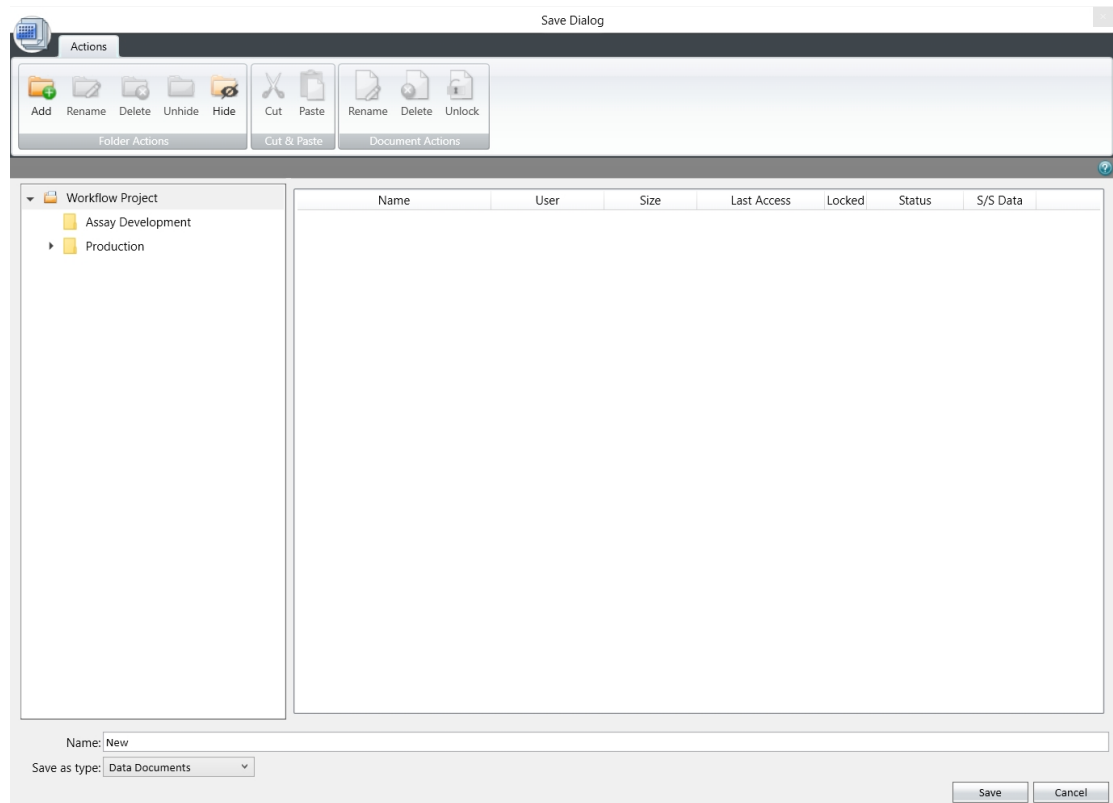 Save Dialog
Actions
Add Rename Delete Unhide Hide Cut Paste Rename Delete Unlock
Folder Actions Cut & Paste Document Actions
Workflow Project
Assay Development
Production
Name User Size Last Access Locked Status S/S Data
Name: New
Save as type: Data Documents
Save Cancel